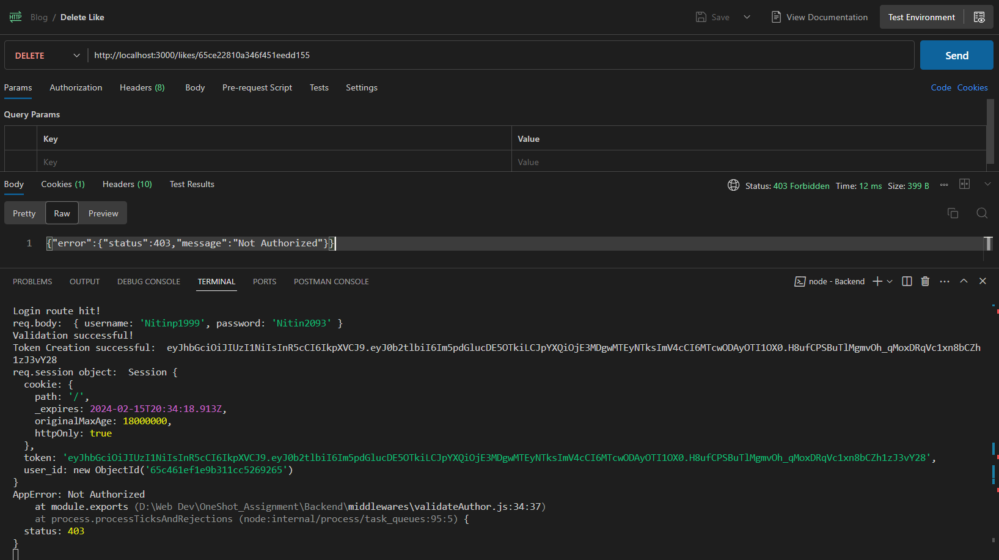 HTTP Blog / Delete Like Save View Documentation Test Environment
DELETE http://localhost:3000/likes/65ce22810a346f451eedd155 Send
Params Authorization Headers (8) Body Pre-request Script Tests Settings Code Cookies
Query Params
Key Value
Key Value
Body Cookies (1) Headers (10) Test Results Status: 403 Forbidden Time: 12 ms Size: 399 B
Pretty Raw Preview
1 {"error":{"status":403,"message":"Not Authorized"}}
PROBLEMS OUTPUT DEBUG CONSOLE TERMINAL PORTS POSTMAN CONSOLE node - Backend
Login route hit!
req.body:  { username: 'Nitinp1999', password: 'Nitin2093' }
Validation successful!
Token Creation successful:  eyJhbGciOiJIUzI1NiIsInR5cCI6IkpXVCJ9.eyJ0b2tlbiI6Im5pdGlucDE5OTkiLCJpYXQiOjE3MDgwMTEyNTksImV4cCI6MTcwODAyOTI1OX0.H8ufCPSBuTlMgmvOh_qMoxDRqVc1xn8bCZh
1zJ3vY28
req.session object:  Session {
cookie: {
path: '/',
_expires: 2024-02-15T20:34:18.913Z,
originalMaxAge: 18000000,
httpOnly: true
},
token: 'eyJhbGciOiJIUzI1NiIsInR5cCI6IkpXVCJ9.eyJ0b2tlbiI6Im5pdGlucDE5OTkiLCJpYXQiOjE3MDgwMTEyNTksImV4cCI6MTcwODAyOTI1OX0.H8ufCPSBuTlMgmvOh_qMoxDRqVc1xn8bCZh1zJ3vY28',
user_id: new ObjectId('65c461ef1e9b311cc5269265')
}
AppError: Not Authorized
at module.exports (D:\Web Dev\OneShot_Assignment\Backend\middlewares\validateAuthor.js:34:37)
at process.processTicksAndRejections (node:internal/process/task_queues:95:5) {
status: 403
}